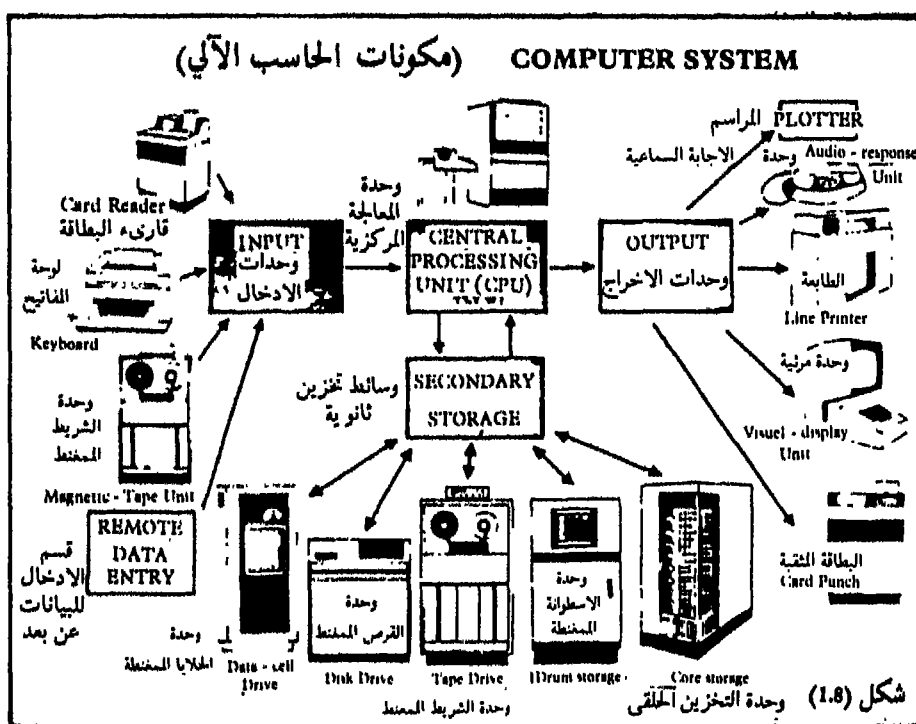 (مكونات الحاسب الآلي) COMPUTER SYSTEM
Card Reader
قارىء البطاقة
لوحة
المفاتيح
Keyboard
وحدة
الشريط
الممغنط
Magnetic - Tape Unit
REMOTE
DATA
ENTRY
قسم
الادخال
للبيانات
عن بعد
INPUT
وحدات
الادخال
وحدة
المعالجة
المركزية
CENTRAL
PROCESSING
UNIT (CPU)
وسائط تخزين
ثانوية
SECONDARY
STORAGE
OUTPUT
وحدات الاخراج
المراسم PLOTTER
وحدة الاجابة السماعية
Audio - response
Unit
الطابعة
Line Printer
وحدة مرئية
Visuel - display
Unit
البطاقة المثقبة
Card Punch
وحدة
الخلايا الممغنطة
Data - cell
Drive
وحدة
القرص الممغنط
Disk Drive
Tape Drive
وحدة الشريط الممغنط
وحدة
الاسطوانة
الممغنطة
Drum storage
Core storage
وحدة التخزين الحلقى
شكل (1.8)